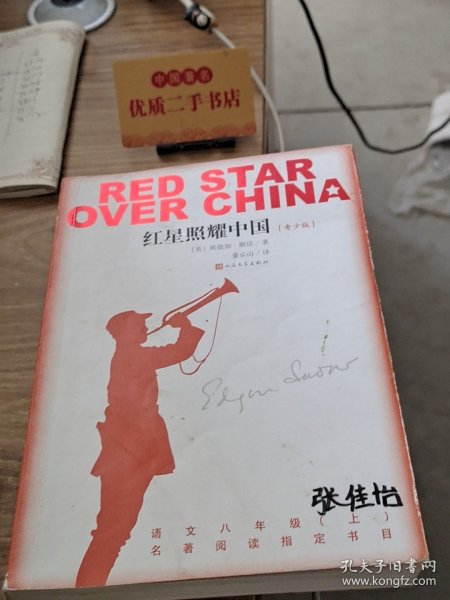 中国著名
优质二手书店
RED STAR
OVER CHINA
红星照耀中国 [青少版]
〔美〕埃德加·斯诺/著
董乐山/译
人民文学出版社
Edgar Snow
张佳怡
语文八年级(上)
名著阅读指定书目
孔夫子旧书网
www.kongfz.com